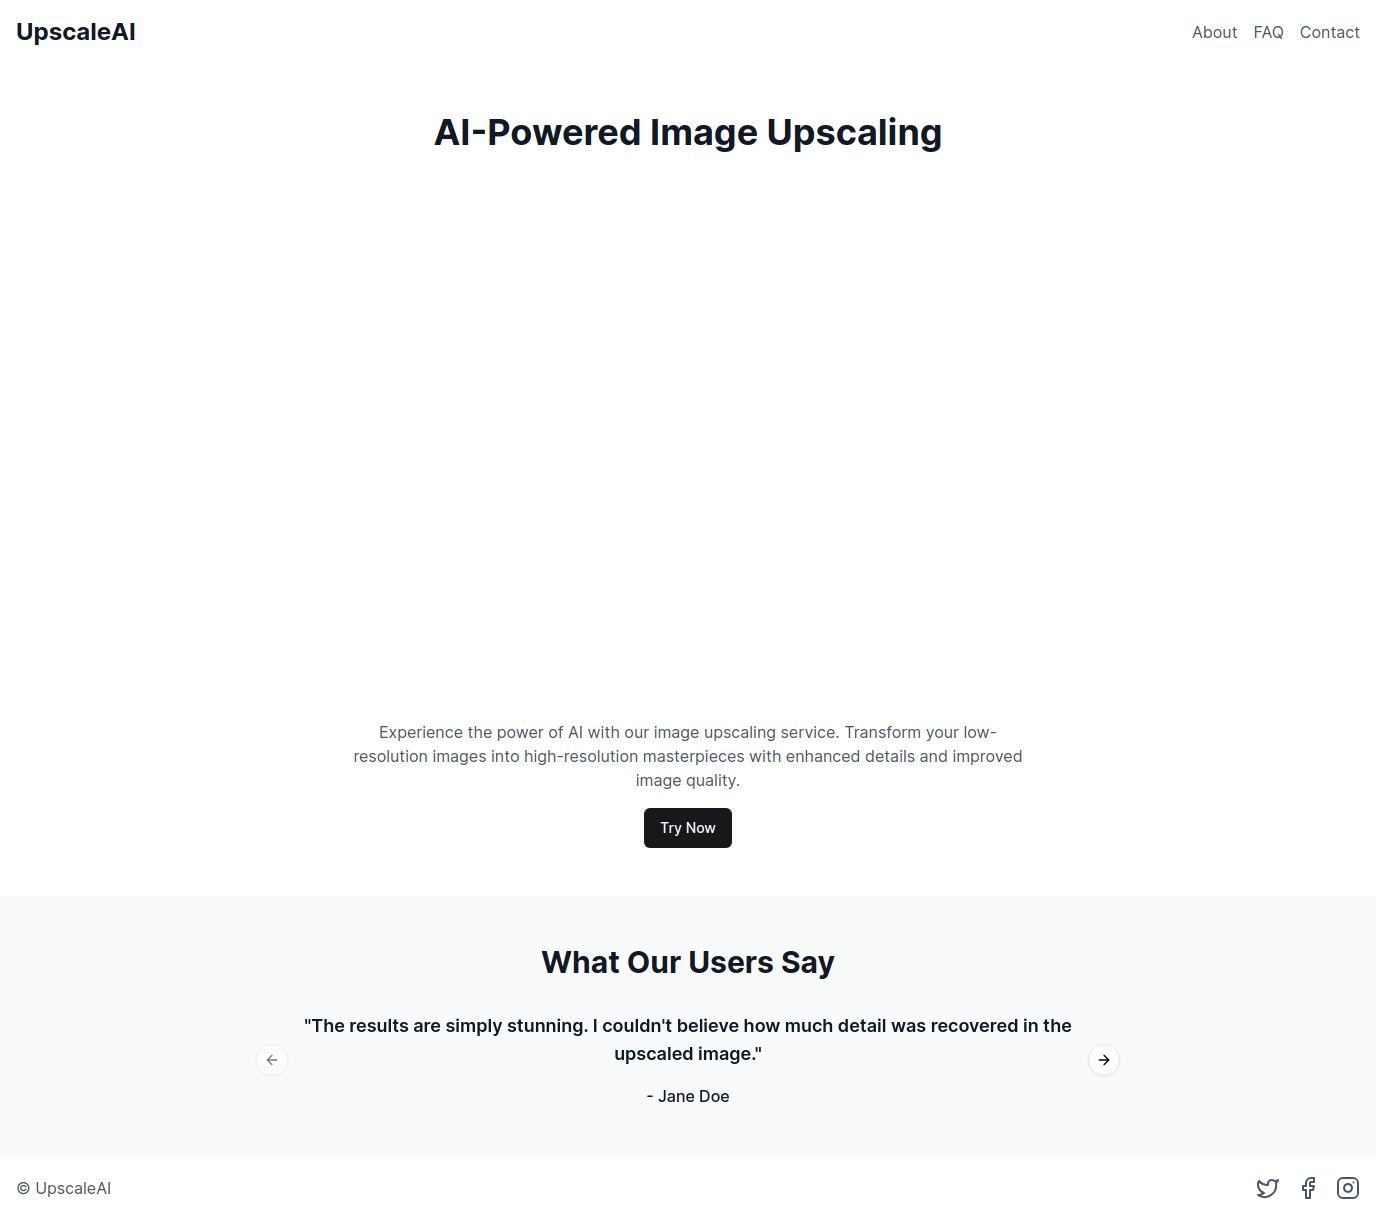 UpscaleAI
About FAQ Contact
AI-Powered Image Upscaling
Experience the power of AI with our image upscaling service. Transform your low-
resolution images into high-resolution masterpieces with enhanced details and improved
image quality.
Try Now
What Our Users Say
"The results are simply stunning. I couldn't believe how much detail was recovered in the
upscaled image."
- Jane Doe
© UpscaleAI